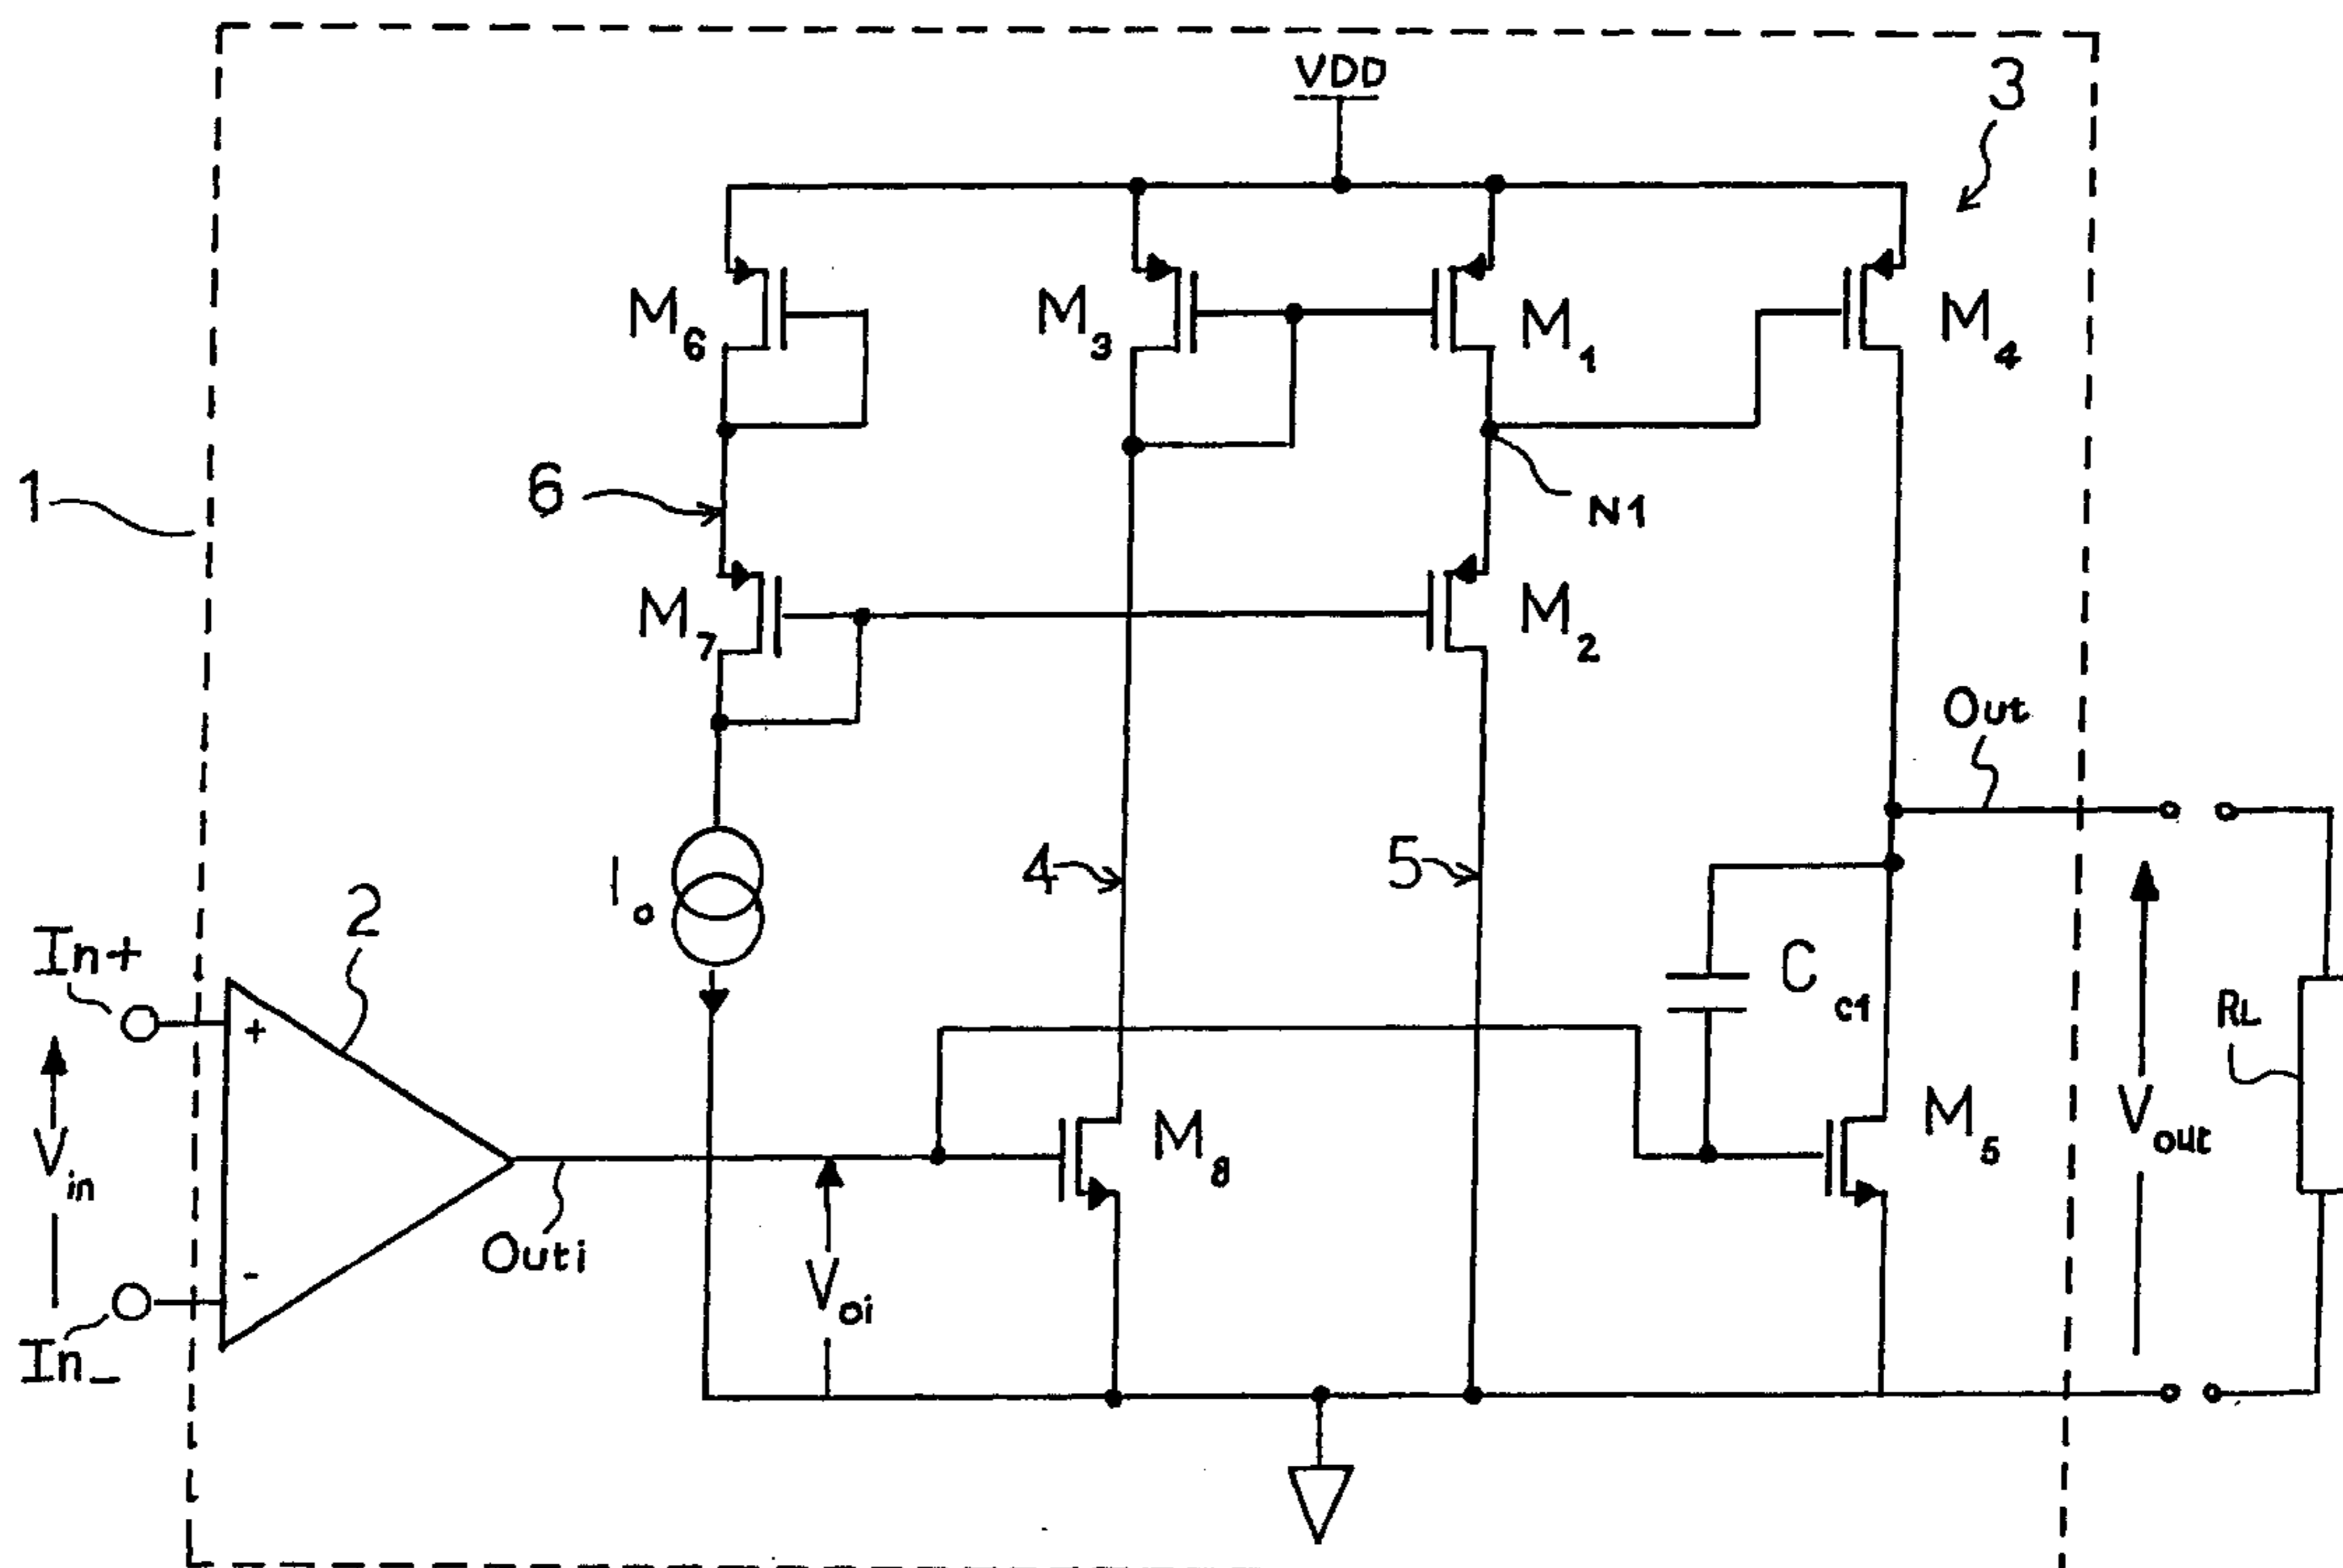 VDD
3
M6
M3
M1
M4
1
6
N1
M7
M2
Out
Io
4
5
2
In+
+
Cc1
RL
Vin
M8
M5
Vout
Outi
-
Voi
In_